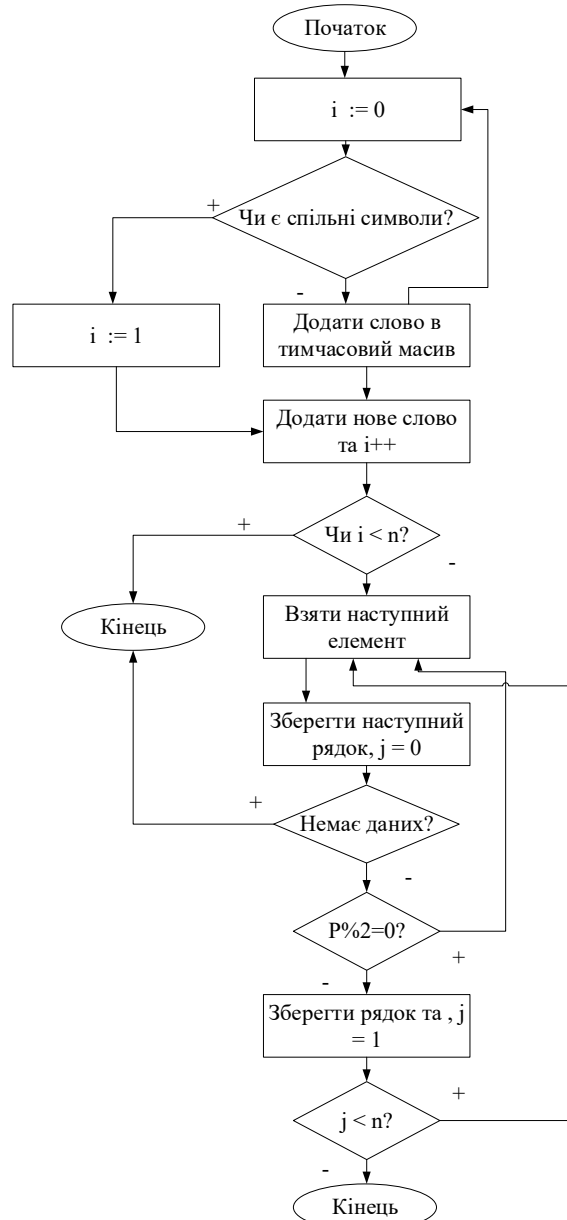 Початок
i := 0
+
Чи є спільні символи?
-
i := 1
Додати слово в
тимчасовий масив
Додати нове слово
та i++
+
Чи i < n?
-
Кінець
Взяти наступний
елемент
Зберегти наступний
рядок, j = 0
+
Немає даних?
-
P%2=0?
+
-
Зберегти рядок та , j
= 1
+
j < n?
-
Кінець